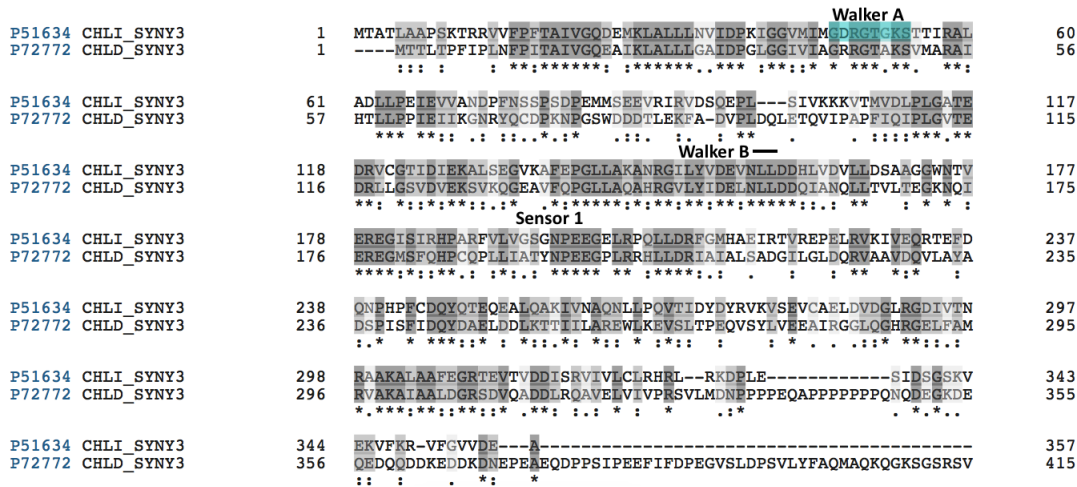 Walker A
P51634 CHLI_SYNY3 1 MTATLAAPSKTRRVVFPFTAIVGQDEMKLALLLNVIDPKIGGVMIMGDRGTGKSTTIRAL 60
P72772 CHLD_SYNY3 1 ----MTTLTPFIPLNFPFTAIVGQEAIKLALLLGAIDPGLGGIVIAGRRGTAKSVMARAI 56
::: : . : ********: :******..*** :**::* * ***.**. **:
P51634 CHLI_SYNY3 61 ADLLPEIEVVANDPFNSSPSDPEMMSEEVRIRVDSQEPL---SIVKKKVTMVDLPLGATE 117
P72772 CHLD_SYNY3 57 HTLLPPIEIIKGNRYQCDPKNPGSWDDDTLEKFA-DVPLDQLETQVIPAPFIQIPLGVTE 115
*** **:: .: ::..*.:* .::. :. : ** . . :::***.**
Walker B
P51634 CHLI_SYNY3 118 DRVCGTIDIEKALSEGVKAFEPGLLAKANRGILYVDEVNLLDDHLVDVLLDSAAGGWNTV 177
P72772 CHLD_SYNY3 116 DRLLGSVDVEKSVKQGEAVFQPGLLAQAHRGVLYIDELNLLDDQIANQLLTVLTEGKNQI 175
**: *::*:**::.:* .*:*****:*:**:**:**:*****::.: ** : * * :
Sensor 1
P51634 CHLI_SYNY3 178 EREGISIRHPARFVLVGSGNPEEGELRPQLLDRFGMHAEIRTVREPELRVKIVEQRTEFD 237
P72772 CHLD_SYNY3 176 EREGMSFQHPCQPLLIATYNPEEGPLRRHLLDRIAIALSADGILGLDQRVAAVDQVLAYA 235
****:*::**.: :*:.: ***** ** :****:.: . : : ** *:* :
P51634 CHLI_SYNY3 238 QNPHPFCDQYQTEQEALQAKIVNAQNLLPQVTIDYDYRVKVSEVCAELDVDGLRGDIVTN 297
P72772 CHLD_SYNY3 236 DSPISFIDQYDAELDDLKTTIILAREWLKEVSLTPEQVSYLVEEAIRGGLQGHRGELFAM 295
:.* * ***::* : *::.*: *:: * :*:: : : * . . .::* **::.:
P51634 CHLI_SYNY3 298 RAAKALAAFEGRTEVTVDDISRVIVLCLRHRL--RKDPLE-------------SIDSGSKV 343
P72772 CHLD_SYNY3 296 RVAKAIAALDGRSDVQADDLRQAVELVIVPRSVLMDNPPPPEQAPPPPPPPQNQDEGKDE 355
*.***:**::**::* .**: :.: * : * .:* . *.*.
P51634 CHLI_SYNY3 344 EKVFKR-VFGVVDE---A------------------------------------------ 357
P72772 CHLD_SYNY3 356 QEDQQDDKEDKDNEPEAEQDPPSIPEEFIFDPEGVSLDPSVLYFAQMAQKQGKSGSRSV 415
:: : . *: *